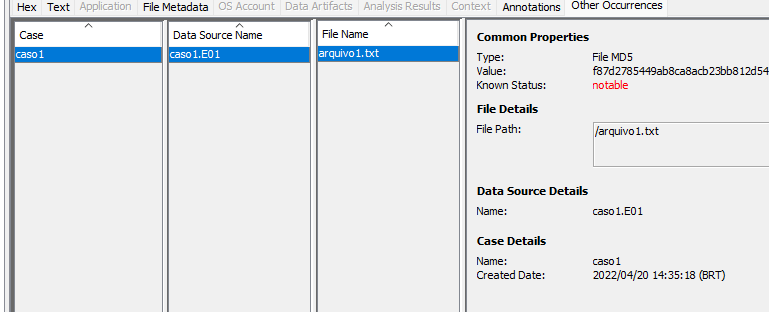 Hex Text Application File Metadata OS Account Data Artifacts Analysis Results Context Annotations Other Occurrences
Case Data Source Name File Name
caso1 caso1.E01 arquivo1.txt
Common Properties
Type: File MD5
Value: f87d2785449ab8ca8acb23bb812d54
Known Status: notable
File Details
File Path: /arquivo1.txt
Data Source Details
Name: caso1.E01
Case Details
Name: caso1
Created Date: 2022/04/20 14:35:18 (BRT)